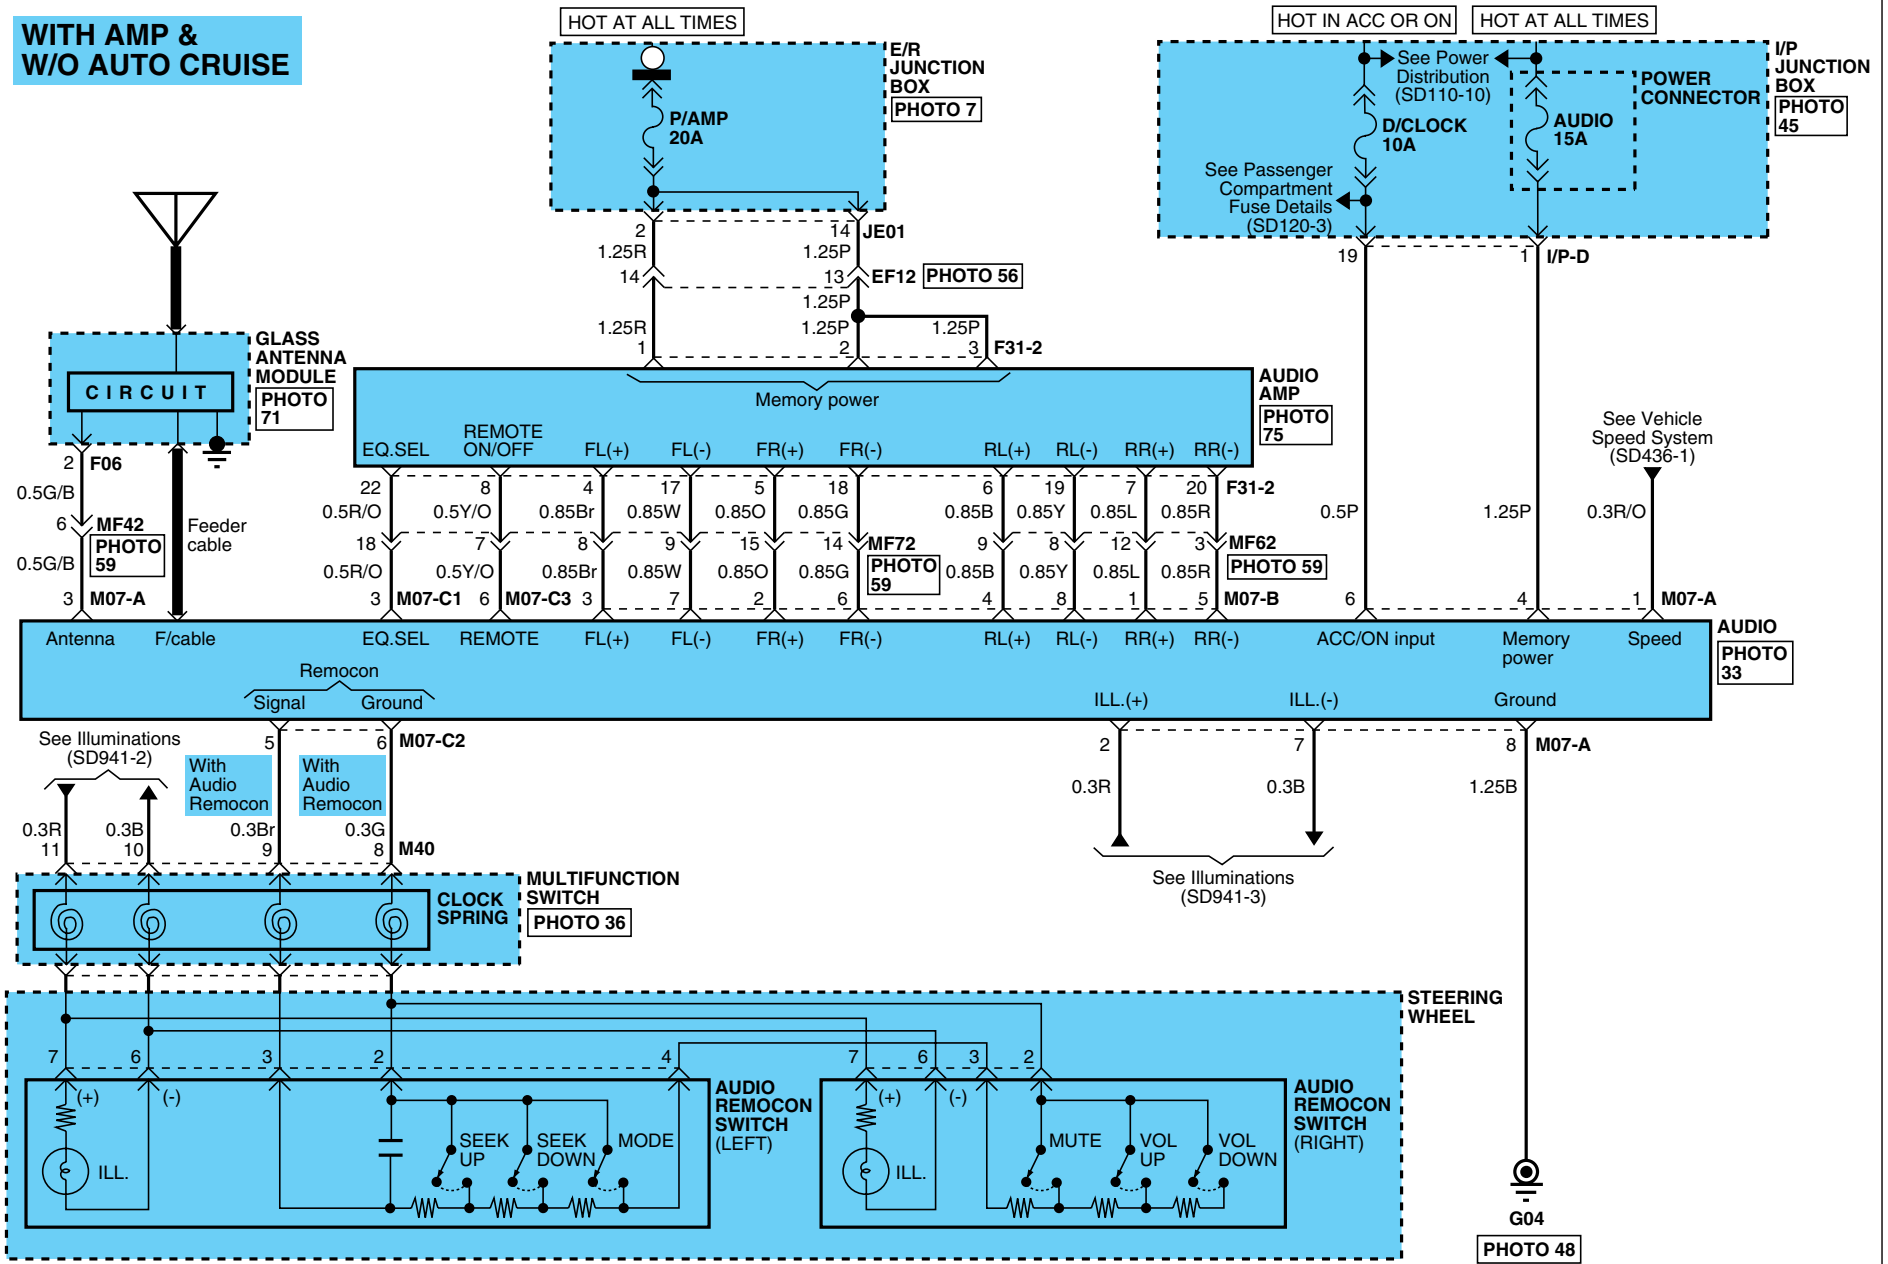 WITH AMP &
W/O AUTO CRUISE
HOT AT ALL TIMES
HOT IN ACC OR ON
HOT AT ALL TIMES
E/R
JUNCTION
BOX
PHOTO 7
P/AMP
20A
See Power
Distribution
(SD110-10)
D/CLOCK
10A
AUDIO
15A
POWER
CONNECTOR
I/P
JUNCTION
BOX
PHOTO
45
See Passenger
Compartment
Fuse Details
(SD120-3)
2 14 JE01
1.25R 1.25P
14 13 EF12 PHOTO 56
1.25P
1.25R 1.25P 1.25P
1 2 3 F31-2
19 1 I/P-D
GLASS
ANTENNA
MODULE
PHOTO
71
CIRCUIT
Memory power
AUDIO
AMP
PHOTO
75
EQ.SEL REMOTE
ON/OFF FL(+) FL(-) FR(+) FR(-) RL(+) RL(-) RR(+) RR(-)
See Vehicle
Speed System
(SD436-1)
2 F06
0.5G/B
6 MF42
PHOTO
59
0.5G/B
3 M07-A
Feeder
cable
22 8 4 17 5 18 6 19 7 20 F31-2
0.5R/O 0.5Y/O 0.85Br 0.85W 0.85O 0.85G 0.85B 0.85Y 0.85L 0.85R 0.5P 1.25P 0.3R/O
18 7 8 9 15 14 MF72 9 8 12 3 MF62
PHOTO
59
PHOTO 59
0.5R/O 0.5Y/O 0.85Br 0.85W 0.85O 0.85G 0.85B 0.85Y 0.85L 0.85R
3 M07-C1 6 M07-C3 3 7 2 6 4 8 1 5 M07-B 6 4 1 M07-A
Antenna F/cable EQ.SEL REMOTE FL(+) FL(-) FR(+) FR(-) RL(+) RL(-) RR(+) RR(-) ACC/ON input Memory
power Speed
AUDIO
PHOTO
33
Remocon
Signal Ground
ILL.(+) ILL.(-) Ground
See Illuminations
(SD941-2)
5 6 M07-C2
With
Audio
Remocon
With
Audio
Remocon
2 7 8 M07-A
0.3R 0.3B 1.25B
0.3R 0.3B 0.3Br 0.3G
11 10 9 8 M40
See Illuminations
(SD941-3)
CLOCK
SPRING
MULTIFUNCTION
SWITCH
PHOTO 36
STEERING
WHEEL
7 6 3 2 4 7 6 3 2
(+) (-)
ILL.
SEEK
UP
SEEK
DOWN
MODE
AUDIO
REMOCON
SWITCH
(LEFT)
(+) (-)
ILL.
MUTE
VOL
UP
VOL
DOWN
AUDIO
REMOCON
SWITCH
(RIGHT)
G04
PHOTO 48